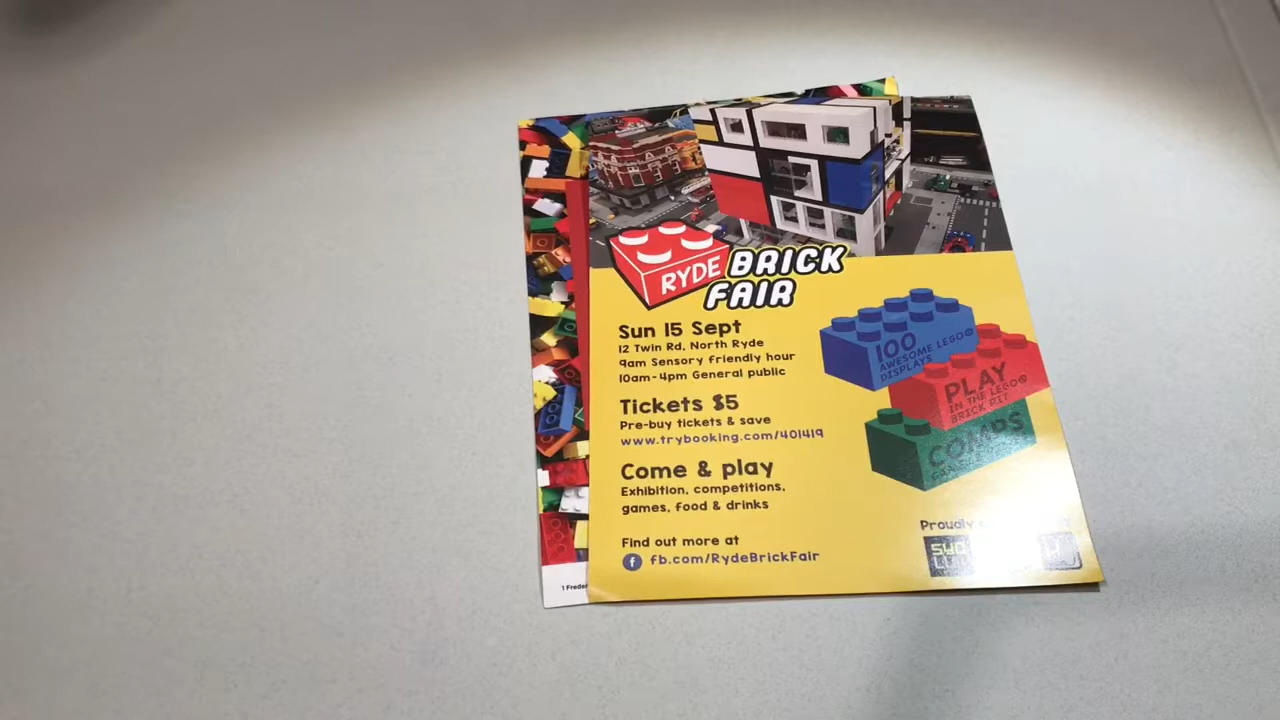 RYDE BRICK
FAIR
Sun 15 Sept
12 Twin Rd, North Ryde
9am Sensory friendly hour
10am-4pm General public
Tickets $5
Pre-buy tickets & save
www.trybooking.com/401419
Come & play
Exhibition, competitions,
games, food & drinks
Find out more at
f fb.com/RydeBrickFair
100
AWESOME LEGO®
DISPLAYS
PLAY
IN THE LEGO®
BRICK PIT
COMPS
Proudly
1